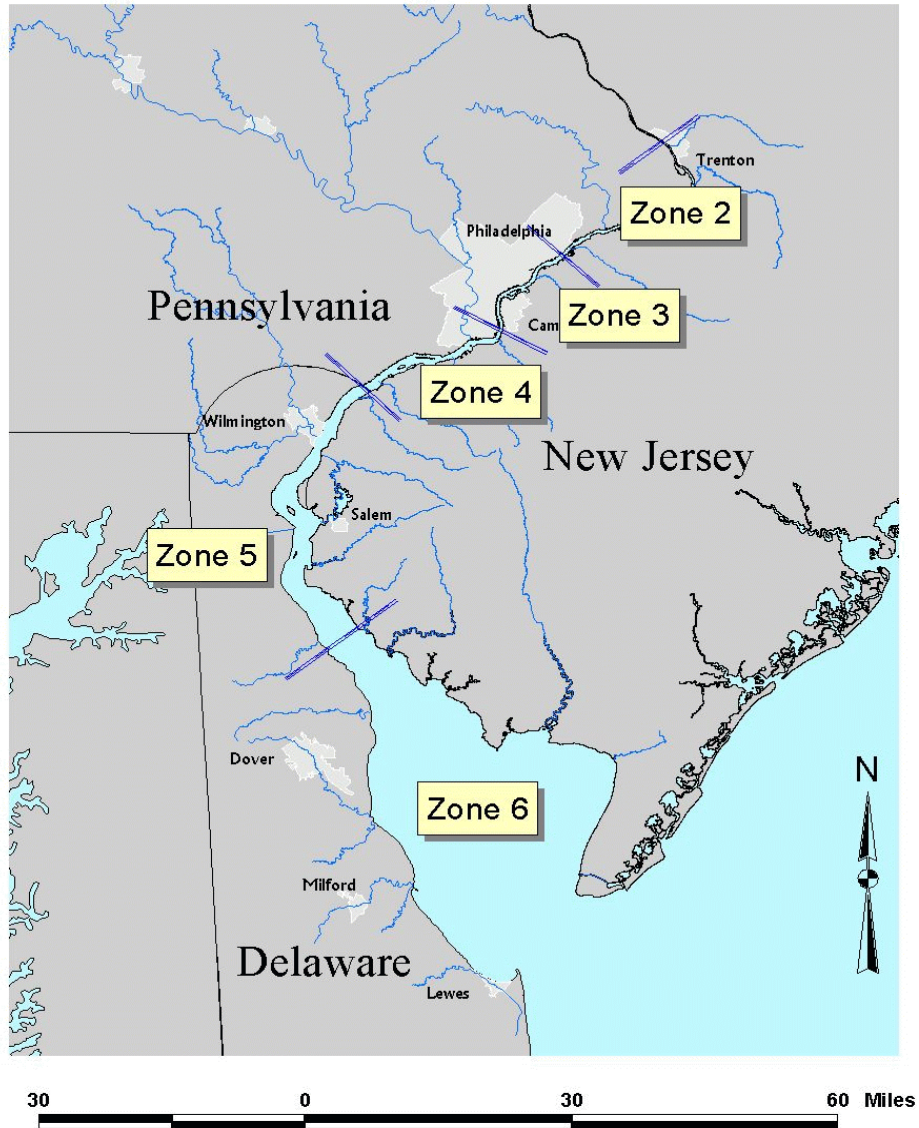 Trenton
Zone 2
Philadelphia
Pennsylvania
Cam
Zone 3
Zone 4
Wilmington
New Jersey
Salem
Zone 5
Dover
Zone 6
N
Milford
Delaware
Lewes
30 0 30 60 Miles